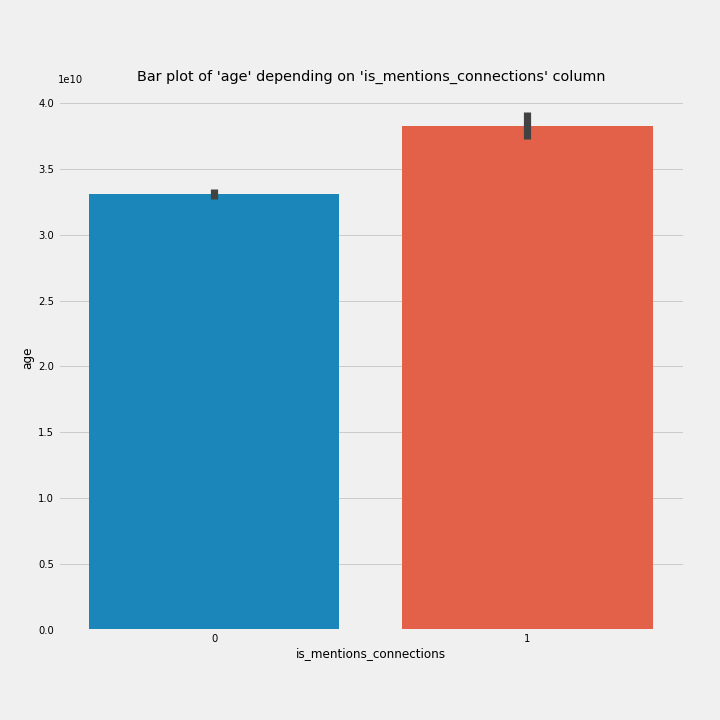 Bar plot of 'age' depending on 'is_mentions_connections' column
1e10
4.0
3.5
3.0
2.5
2.0
1.5
1.0
0.5
0.0
age
0 1
is_mentions_connections